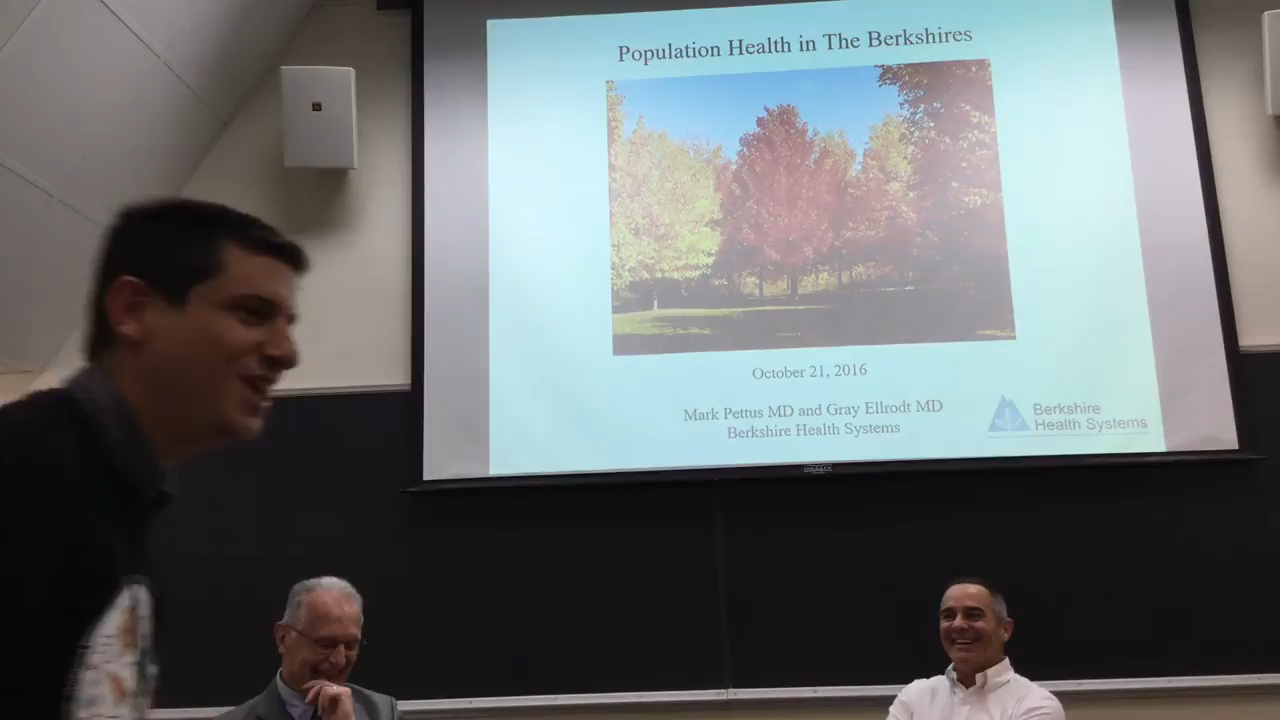 Population Health in The Berkshires
October 21, 2016
Mark Pettus MD and Gray Ellrodt MD
Berkshire Health Systems
Berkshire
Health Systems